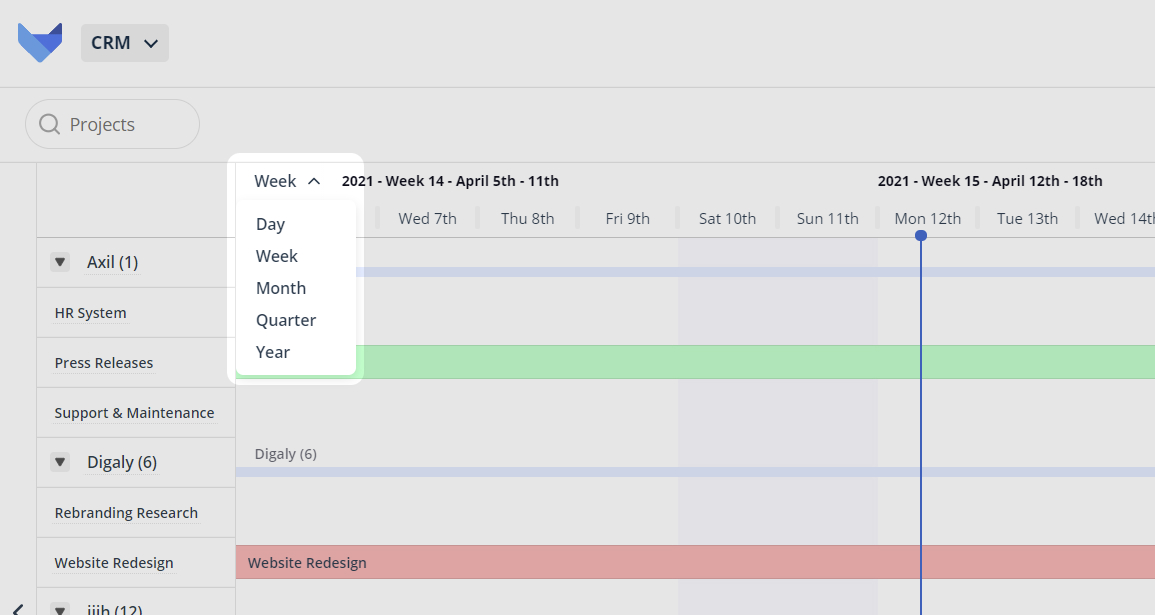 CRM
Projects
Week
2021 - Week 14 - April 5th - 11th
2021 - Week 15 - April 12th - 18th
Wed 7th
Thu 8th
Fri 9th
Sat 10th
Sun 11th
Mon 12th
Tue 13th
Wed 14th
Day
Week
Month
Quarter
Year
Axil (1)
HR System
Press Releases
Support & Maintenance
Digaly (6)
Digaly (6)
Rebranding Research
Website Redesign
Website Redesign